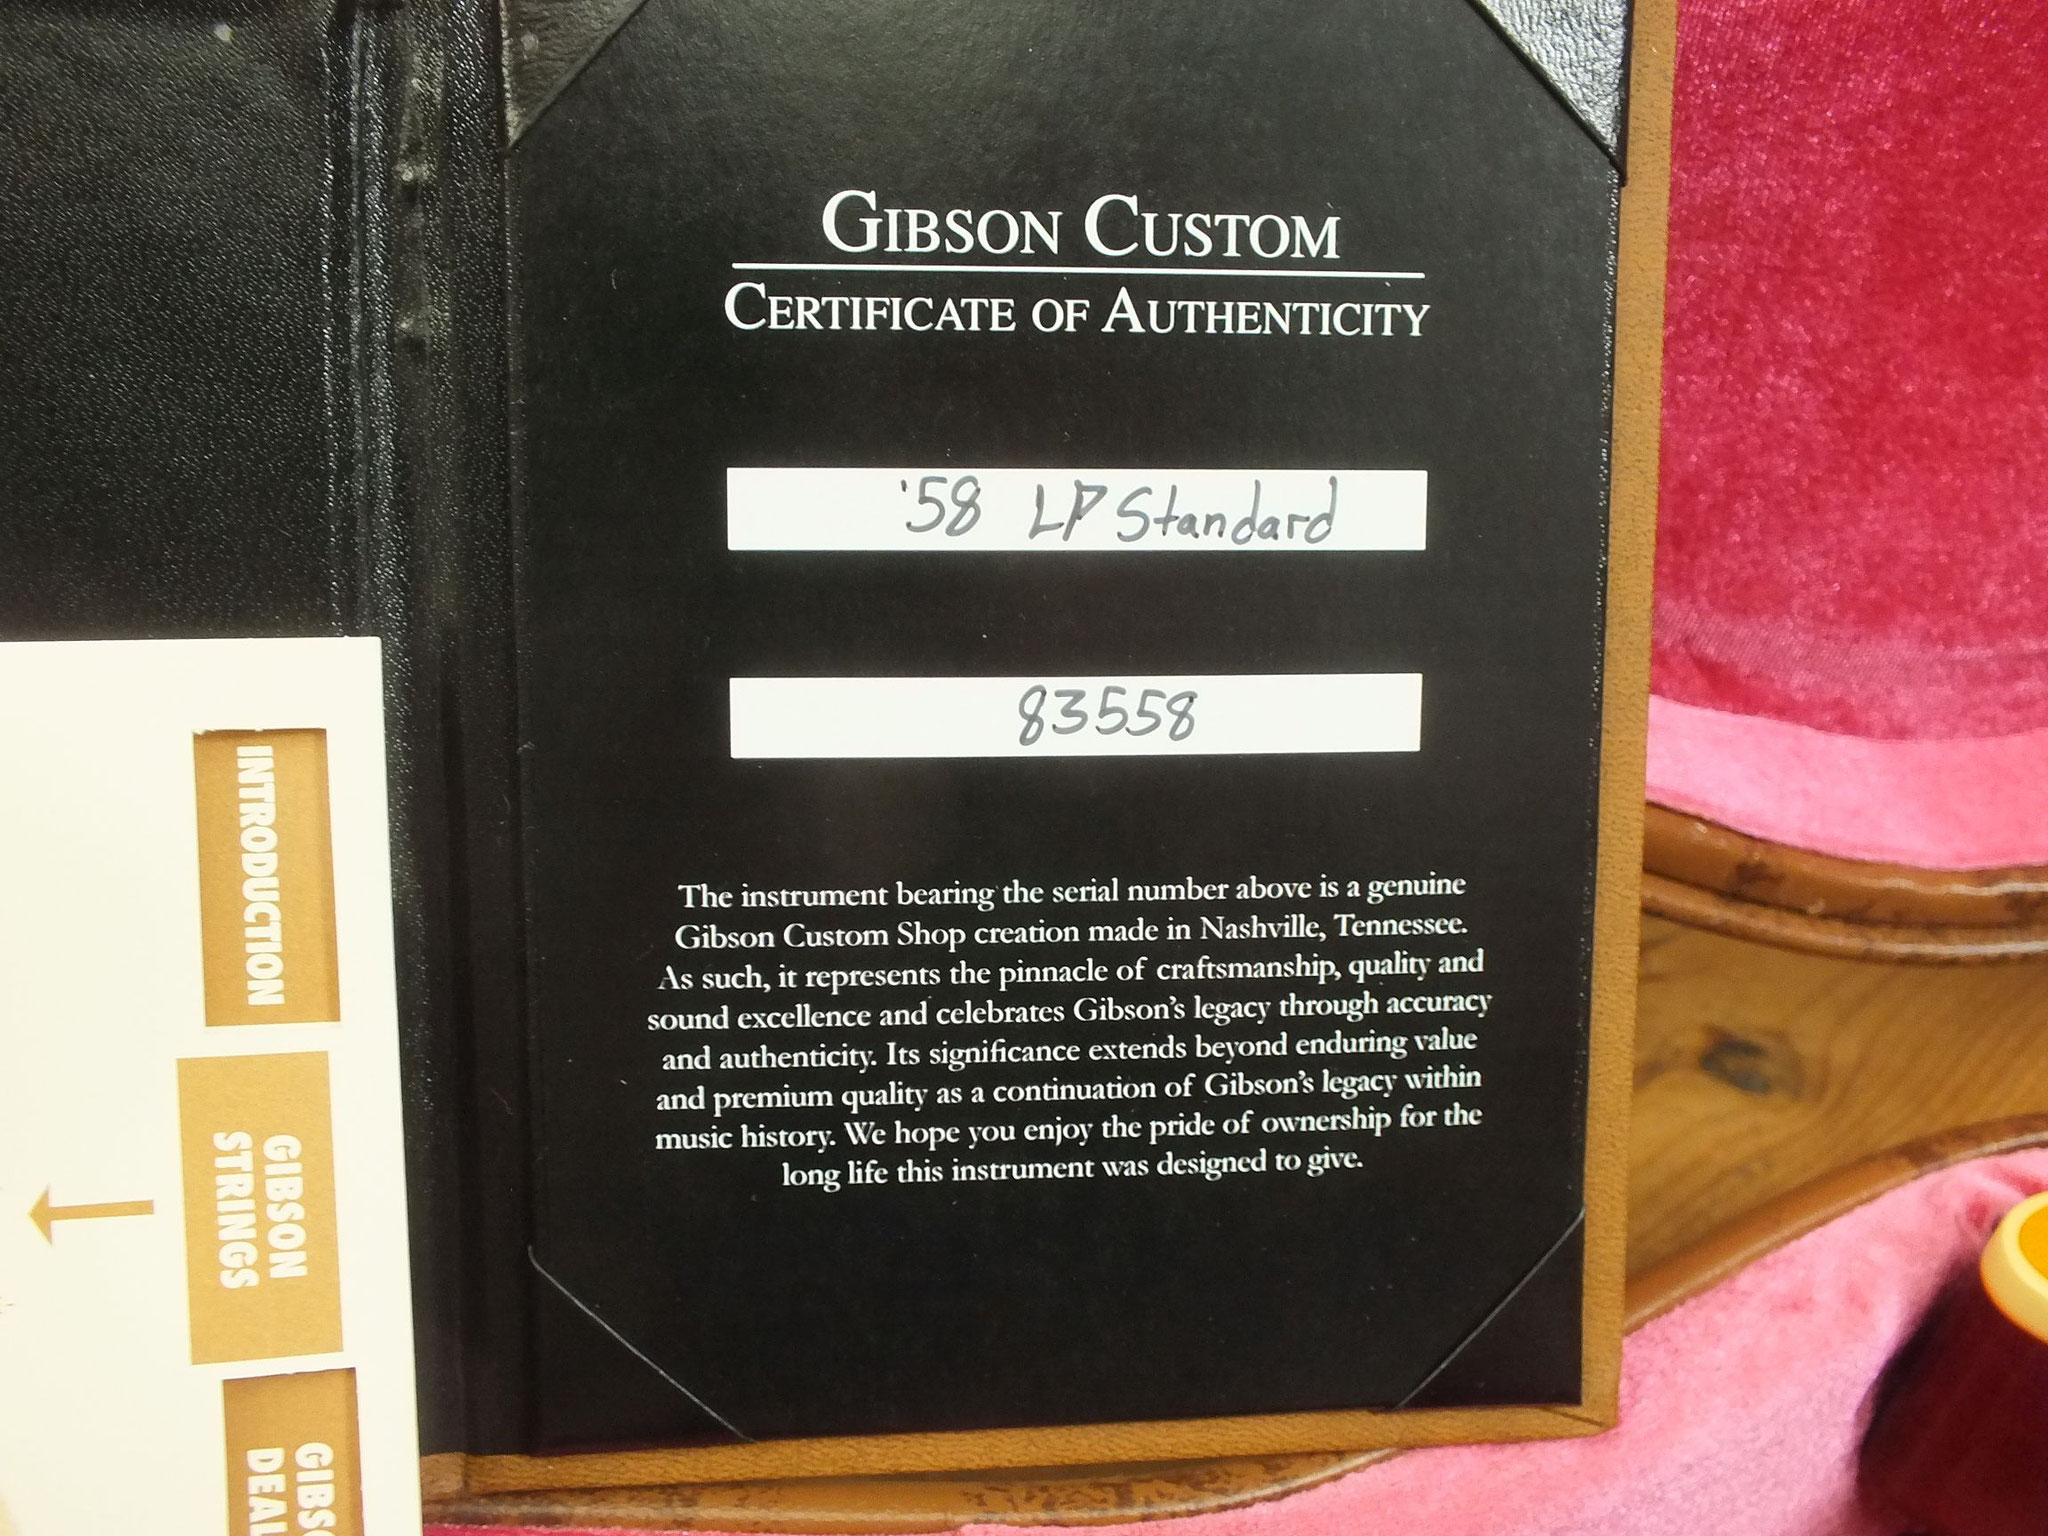 GIBSON CUSTOM
CERTIFICATE OF AUTHENTICITY
'58 LP Standard
83558
The instrument bearing the serial number above is a genuine
Gibson Custom Shop creation made in Nashville, Tennessee.
As such, it represents the pinnacle of craftsmanship, quality and
sound excellence and celebrates Gibson's legacy through accuracy
and authenticity. Its significance extends beyond enduring value
and premium quality as a continuation of Gibson's legacy within
music history. We hope you enjoy the pride of ownership for the
long life this instrument was designed to give.
INTRODUCTION
GIBSON
STRINGS